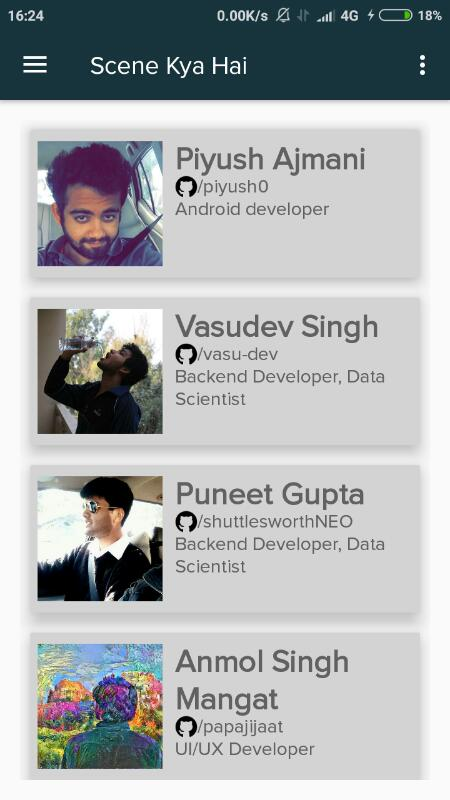 16:24 0.00K/s 4G 18%
Scene Kya Hai
Piyush Ajmani
/piyush0
Android developer
Vasudev Singh
/vasu-dev
Backend Developer, Data
Scientist
Puneet Gupta
/shuttlesworthNEO
Backend Developer, Data
Scientist
Anmol Singh
Mangat
/papajijaat
UI/UX Developer